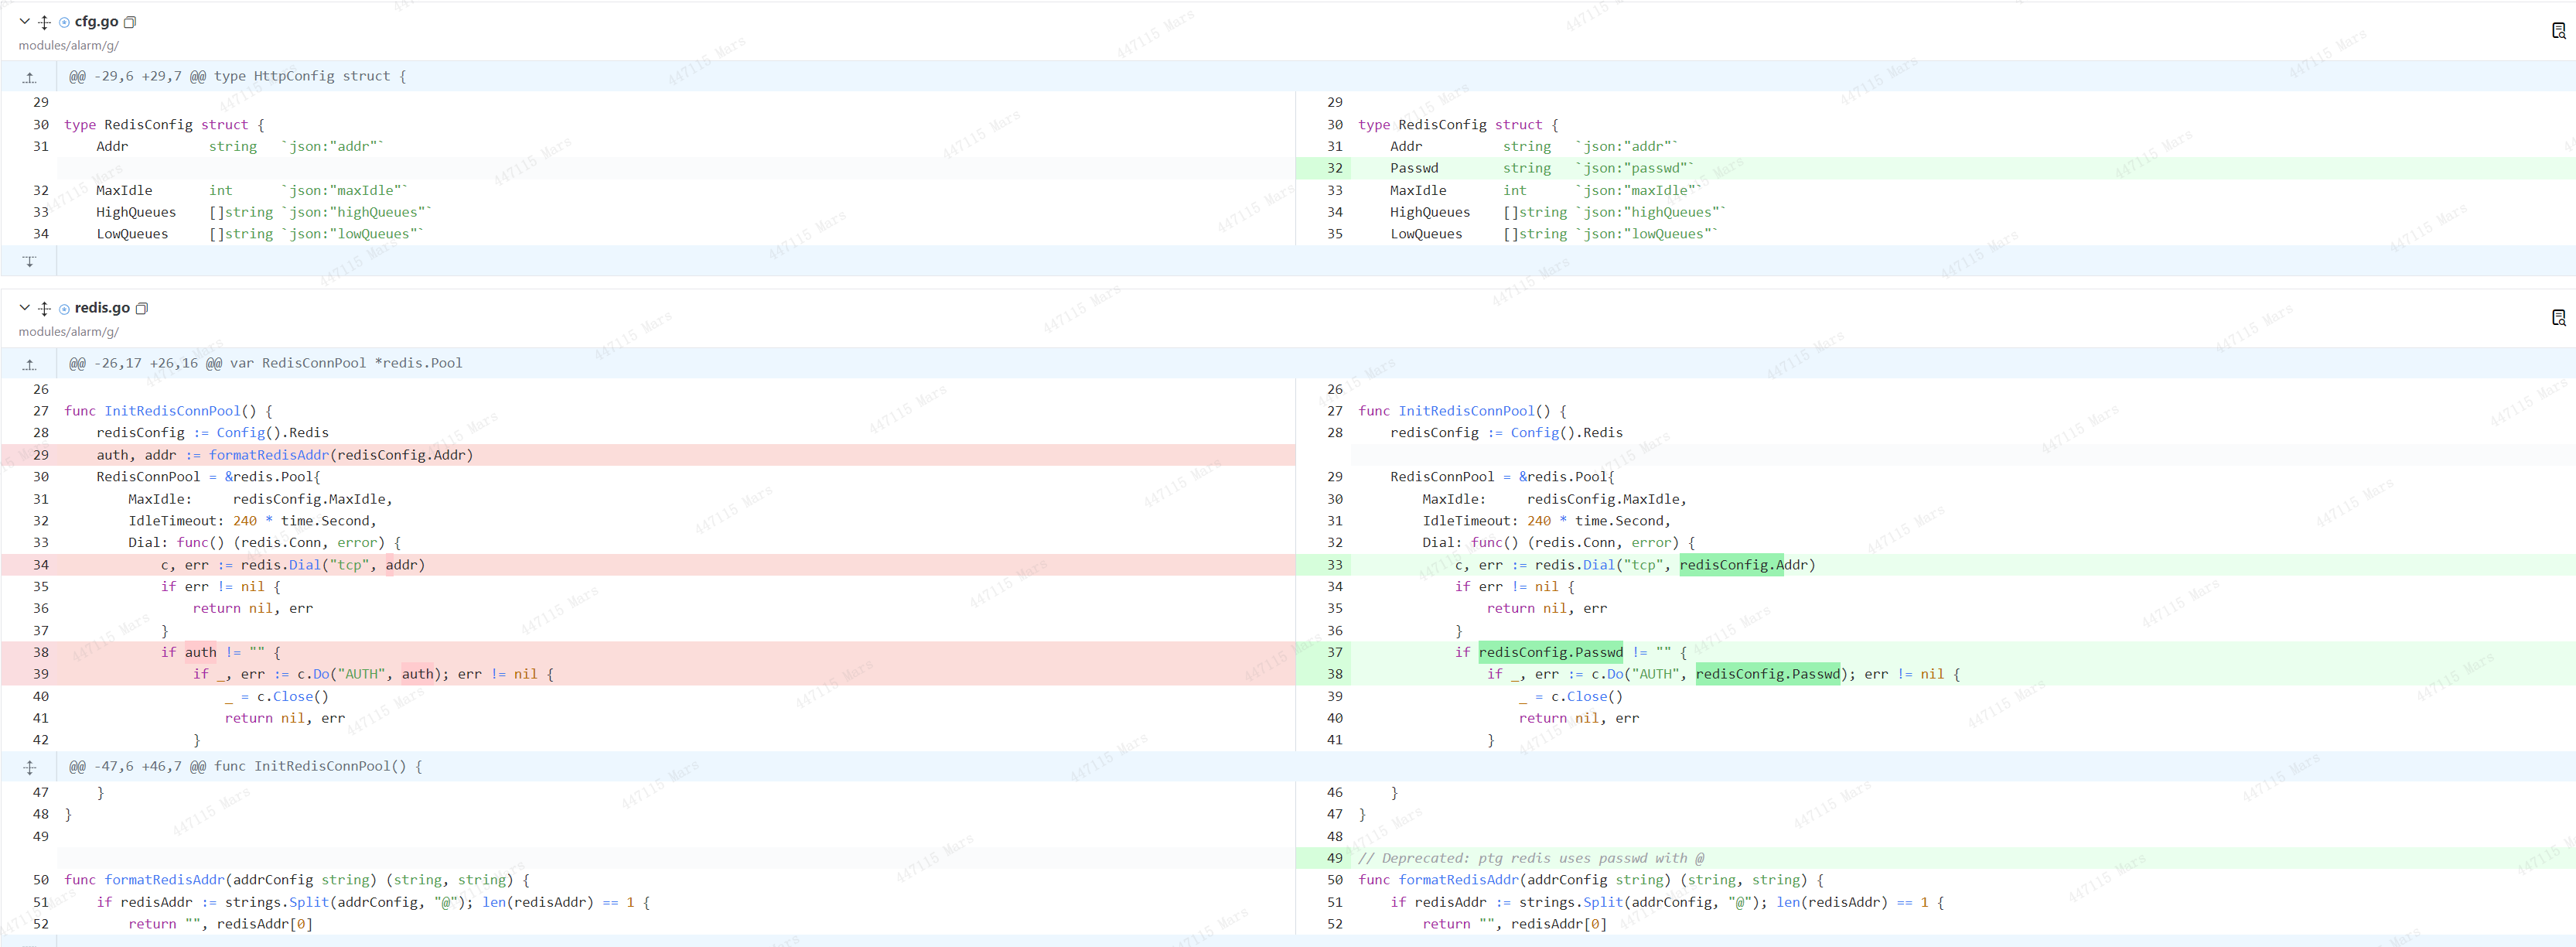 cfg.go
modules/alarm/g/
@@ -29,6 +29,7 @@ type HttpConfig struct {
29
30 type RedisConfig struct {
31 Addr string `json:"addr"`
32 MaxIdle int `json:"maxIdle"`
33 HighQueues []string `json:"highQueues"`
34 LowQueues []string `json:"lowQueues"`
29
30 type RedisConfig struct {
31 Addr string `json:"addr"`
32 Passwd string `json:"passwd"`
33 MaxIdle int `json:"maxIdle"`
34 HighQueues []string `json:"highQueues"`
35 LowQueues []string `json:"lowQueues"`
redis.go
modules/alarm/g/
@@ -26,17 +26,16 @@ var RedisConnPool *redis.Pool
26
27 func InitRedisConnPool() {
28 redisConfig := Config().Redis
29 auth, addr := formatRedisAddr(redisConfig.Addr)
30 RedisConnPool = &redis.Pool{
31 MaxIdle: redisConfig.MaxIdle,
32 IdleTimeout: 240 * time.Second,
33 Dial: func() (redis.Conn, error) {
34 c, err := redis.Dial("tcp", addr)
35 if err != nil {
36 return nil, err
37 }
38 if auth != "" {
39 if _, err := c.Do("AUTH", auth); err != nil {
40 _ = c.Close()
41 return nil, err
42 }
26
27 func InitRedisConnPool() {
28 redisConfig := Config().Redis
29 RedisConnPool = &redis.Pool{
30 MaxIdle: redisConfig.MaxIdle,
31 IdleTimeout: 240 * time.Second,
32 Dial: func() (redis.Conn, error) {
33 c, err := redis.Dial("tcp", redisConfig.Addr)
34 if err != nil {
35 return nil, err
36 }
37 if redisConfig.Passwd != "" {
38 if _, err := c.Do("AUTH", redisConfig.Passwd); err != nil {
39 _ = c.Close()
40 return nil, err
41 }
@@ -47,6 +46,7 @@ func InitRedisConnPool() {
47 }
48 }
49
50 func formatRedisAddr(addrConfig string) (string, string) {
51 if redisAddr := strings.Split(addrConfig, "@"); len(redisAddr) == 1 {
52 return "", redisAddr[0]
46 }
47 }
48
49 // Deprecated: ptg redis uses passwd with @
50 func formatRedisAddr(addrConfig string) (string, string) {
51 if redisAddr := strings.Split(addrConfig, "@"); len(redisAddr) == 1 {
52 return "", redisAddr[0]
447115 Mars